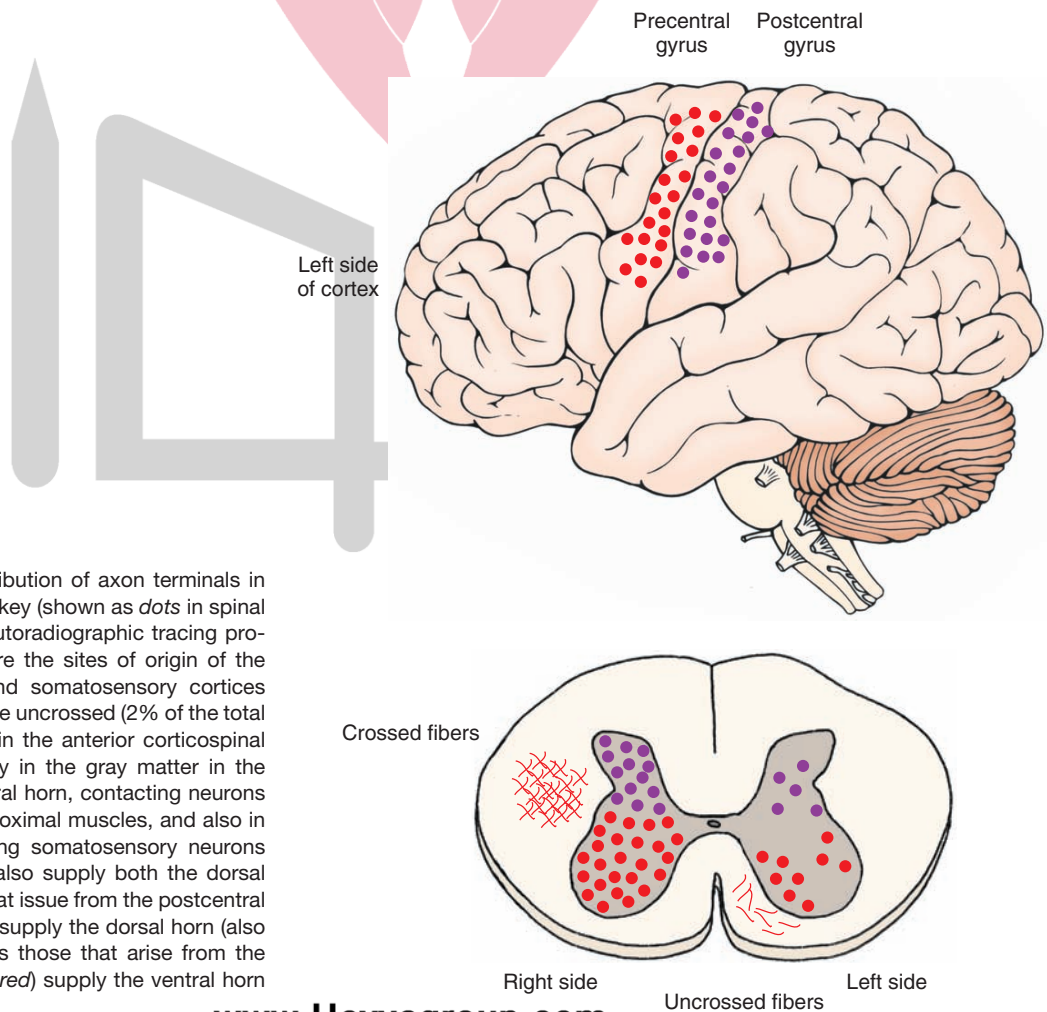 Precentral
gyrus
Postcentral
gyrus
Left side
of cortex
ibution of axon terminals in
key (shown as dots in spinal
utoradiographic tracing pro-
re the sites of origin of the
nd somatosensory cortices
e uncrossed (2% of the total
in the anterior corticospinal
y in the gray matter in the
ral horn, contacting neurons
oximal muscles, and also in
ng somatosensory neurons
also supply both the dorsal
at issue from the postcentral
supply the dorsal horn (also
s those that arise from the
red) supply the ventral horn
Crossed fibers
Right side
Left side
Uncrossed fibers